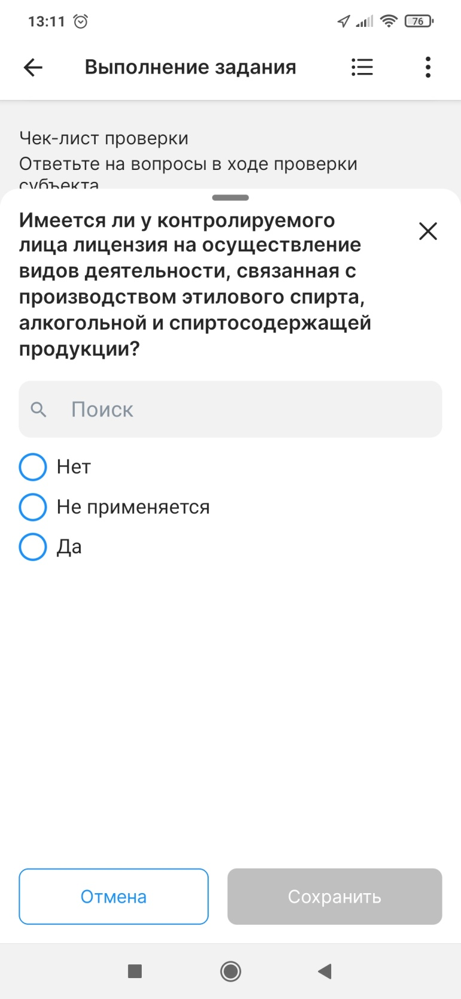 13:11
76
Выполнение задания
Чек-лист проверки
Ответьте на вопросы в ходе проверки
субъекта
Имеется ли у контролируемого
лица лицензия на осуществление
видов деятельности, связанная с
производством этилового спирта,
алкогольной и спиртосодержащей
продукции?
Поиск
Нет
Не применяется
Да
Отмена
Сохранить